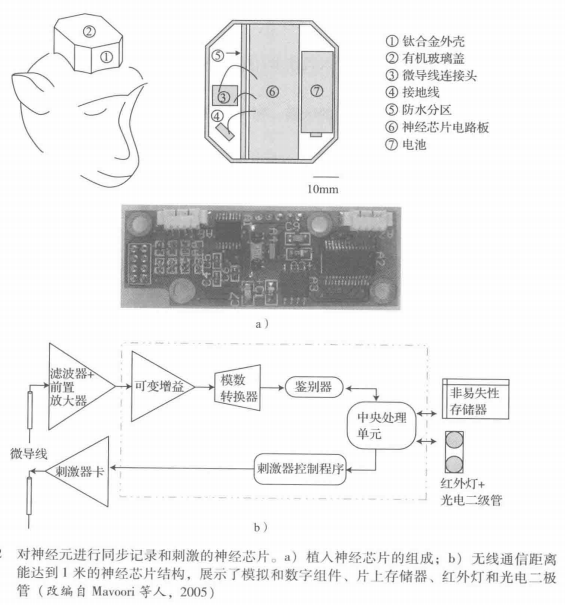 ②
①
⑤
③
④
⑥
⑦
10mm
① 钛合金外壳
② 有机玻璃盖
③ 微导线连接头
④ 接地线
⑤ 防水分区
⑥ 神经芯片电路板
⑦ 电池
a）
滤波器+
前置
放大器
可变增益
模数
转换器
鉴别器
中央处理
单元
非易失性
存储器
微导线
刺激器卡
刺激器控制程序
红外灯+
光电二级管
b）
2 对神经元进行同步记录和刺激的神经芯片。a）植入神经芯片的组成；b）无线通信距离
能达到 1 米的神经芯片结构，展示了模拟和数字组件、片上存储器、红外灯和光电二极
管（改编自 Mavoori 等人，2005）